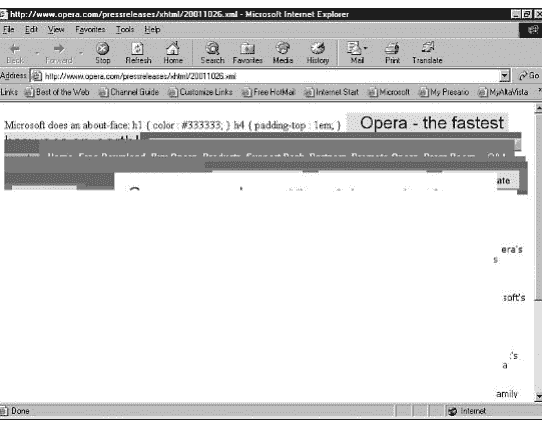 http://www.opera.com/pressreleases/xhtml/20011026.xml - Microsoft Internet Explorer
File Edit View Favorites Tools Help
Back Forward Stop Refresh Home Search Favorites Media History Mail Print Translate
Address http://www.opera.com/pressreleases/xhtml/20011026.xml Go
Links Best of the Web Channel Guide Customize Links Free HotMail Internet Start Microsoft My Presario MyAltaVista
Microsoft does an about-face: h1 { color : #333333; } h4 { padding-top : 1em; } Opera - the fastest
Home Free Download Buy Opera Products Support Desk Partners Promote Opera Press Room Q&A
ate
era's
s
soft's
's
a
amily
Done Internet